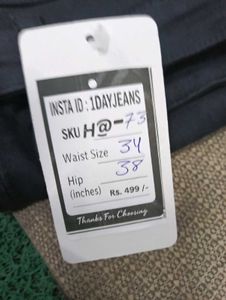 INSTA ID : 1DAYJEANS
SKU H@-73
Waist Size 34
Hip 38
(inches) Rs. 499 /-
Thanks For Choosing